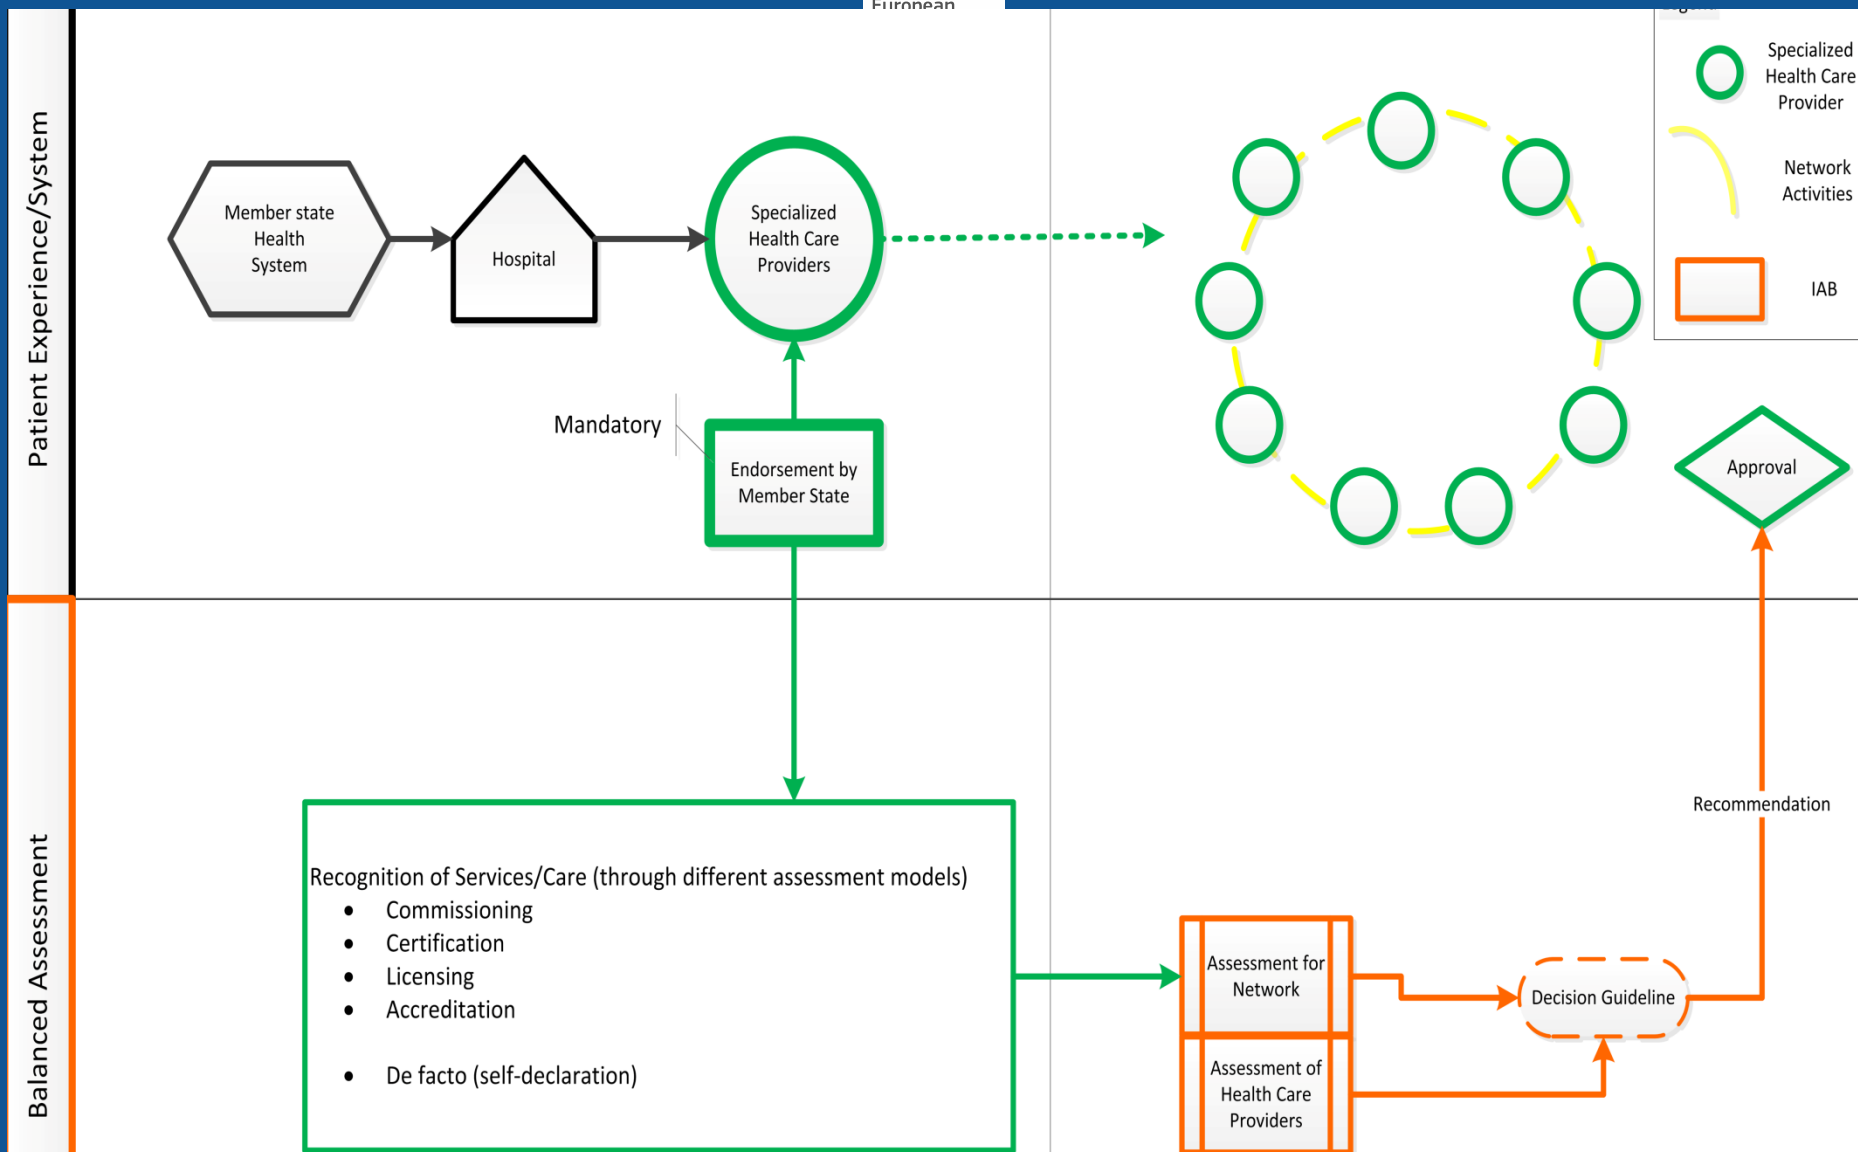 European
Patient Experience/System
Member state
Health
System
Hospital
Specialized
Health Care
Providers
Mandatory
Endorsement by
Member State
Specialized
Health Care
Provider
Network
Activities
IAB
Approval
Balanced Assessment
Recognition of Services/Care (through different assessment models)
• Commissioning
• Certification
• Licensing
• Accreditation
• De facto (self-declaration)
Assessment for
Network
Assessment of
Health Care
Providers
Decision Guideline
Recommendation